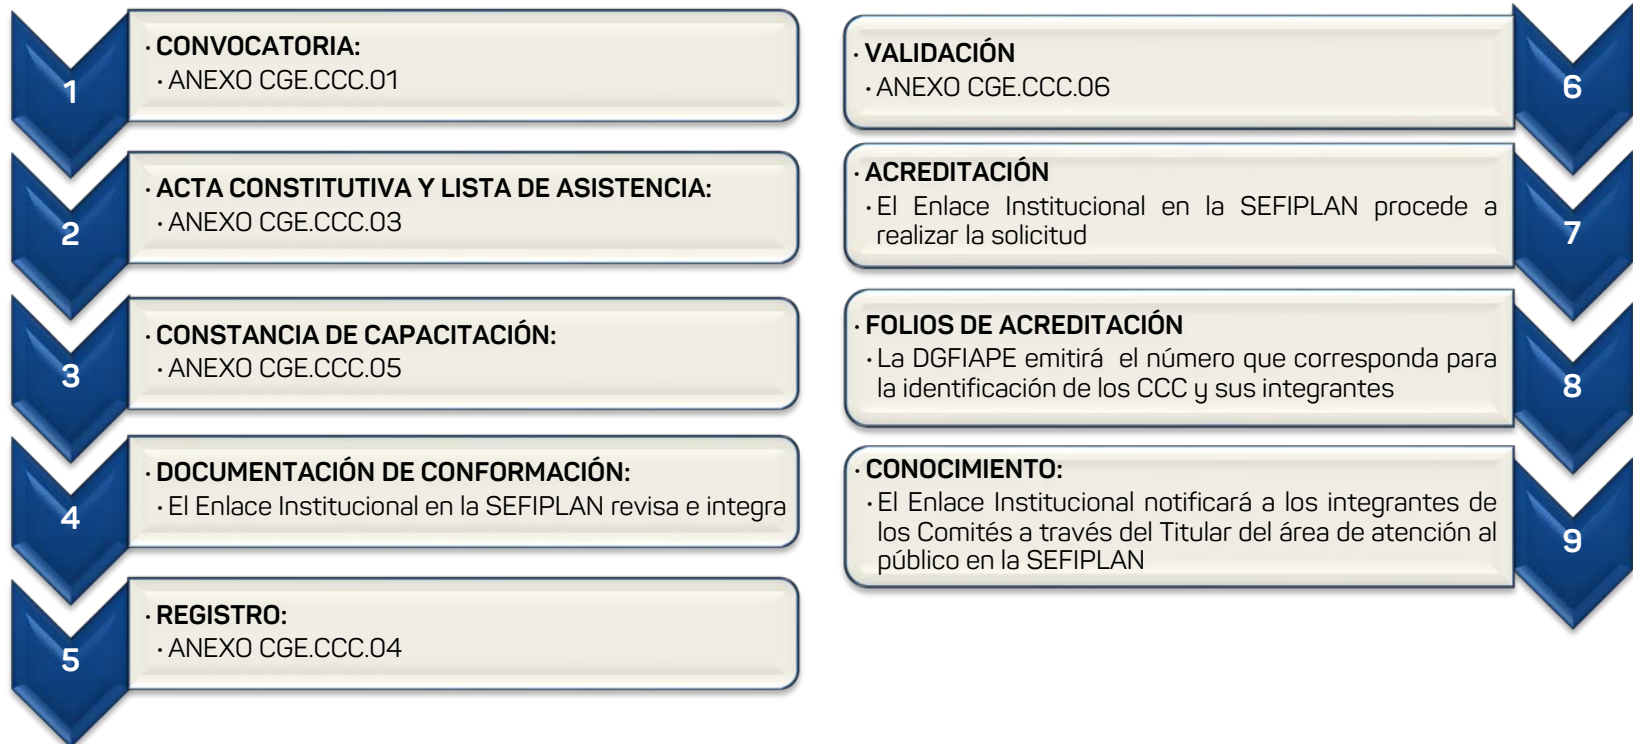 1
· CONVOCATORIA:
· ANEXO CGE.CCC.01
2
· ACTA CONSTITUTIVA Y LISTA DE ASISTENCIA:
· ANEXO CGE.CCC.03
3
· CONSTANCIA DE CAPACITACIÓN:
· ANEXO CGE.CCC.05
4
· DOCUMENTACIÓN DE CONFORMACIÓN:
· El Enlace Institucional en la SEFIPLAN revisa e integra
5
· REGISTRO:
· ANEXO CGE.CCC.04
6
· VALIDACIÓN
· ANEXO CGE.CCC.06
7
· ACREDITACIÓN
· El Enlace Institucional en la SEFIPLAN procede a
realizar la solicitud
8
· FOLIOS DE ACREDITACIÓN
· La DGFIAPE emitirá el número que corresponda para
la identificación de los CCC y sus integrantes
9
· CONOCIMIENTO:
· El Enlace Institucional notificará a los integrantes de
los Comités a través del Titular del área de atención al
público en la SEFIPLAN